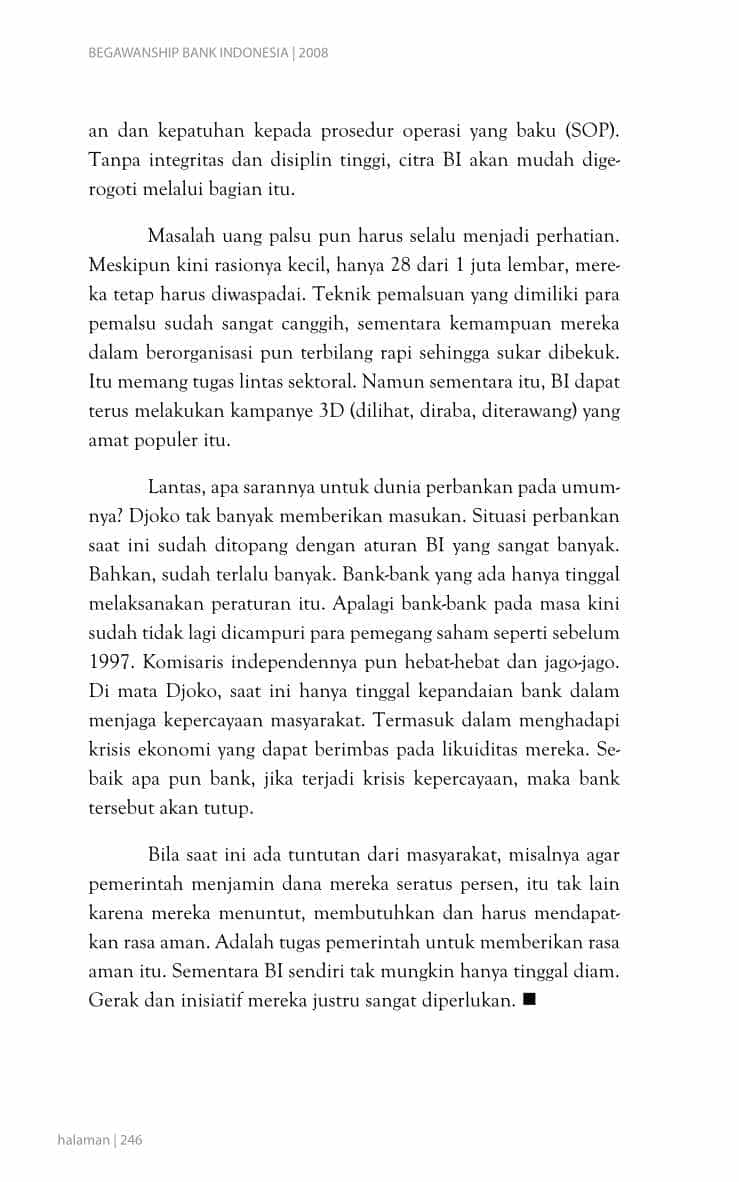 BEGAWANSHIP BANK INDONESIA | 2008
an dan kepatuhan kepada prosedur operasi yang baku (SOP).
Tanpa integritas dan disiplin tinggi, citra BI akan mudah dige-
rogoti melalui bagian itu.
Masalah uang palsu pun harus selalu menjadi perhatian.
Meskipun kini rasionya kecil, hanya 28 dari 1 juta lembar, mere-
ka tetap harus diwaspadai. Teknik pemalsuan yang dimiliki para
pemalsu sudah sangat canggih, sementara kemampuan mereka
dalam berorganisasi pun terbilang rapi sehingga sukar dibekuk.
Itu memang tugas lintas sektoral. Namun sementara itu, BI dapat
terus melakukan kampanye 3D (dilihat, diraba, diterawang) yang
amat populer itu.
Lantas, apa sarannya untuk dunia perbankan pada umum-
nya? Djoko tak banyak memberikan masukan. Situasi perbankan
saat ini sudah ditopang dengan aturan BI yang sangat banyak.
Bahkan, sudah terlalu banyak. Bank-bank yang ada hanya tinggal
melaksanakan peraturan itu. Apalagi bank-bank pada masa kini
sudah tidak lagi dicampuri para pemegang saham seperti sebelum
1997. Komisaris independennya pun hebat-hebat dan jago-jago.
Di mata Djoko, saat ini hanya tinggal kepandaian bank dalam
menjaga kepercayaan masyarakat. Termasuk dalam menghadapi
krisis ekonomi yang dapat berimbas pada likuiditas mereka. Se-
baik apa pun bank, jika terjadi krisis kepercayaan, maka bank
tersebut akan tutup.
Bila saat ini ada tuntutan dari masyarakat, misalnya agar
pemerintah menjamin dana mereka seratus persen, itu tak lain
karena mereka menuntut, membutuhkan dan harus mendapat-
kan rasa aman. Adalah tugas pemerintah untuk memberikan rasa
aman itu. Sementara BI sendiri tak mungkin hanya tinggal diam.
Gerak dan inisiatif mereka justru sangat diperlukan. ■
halaman | 246